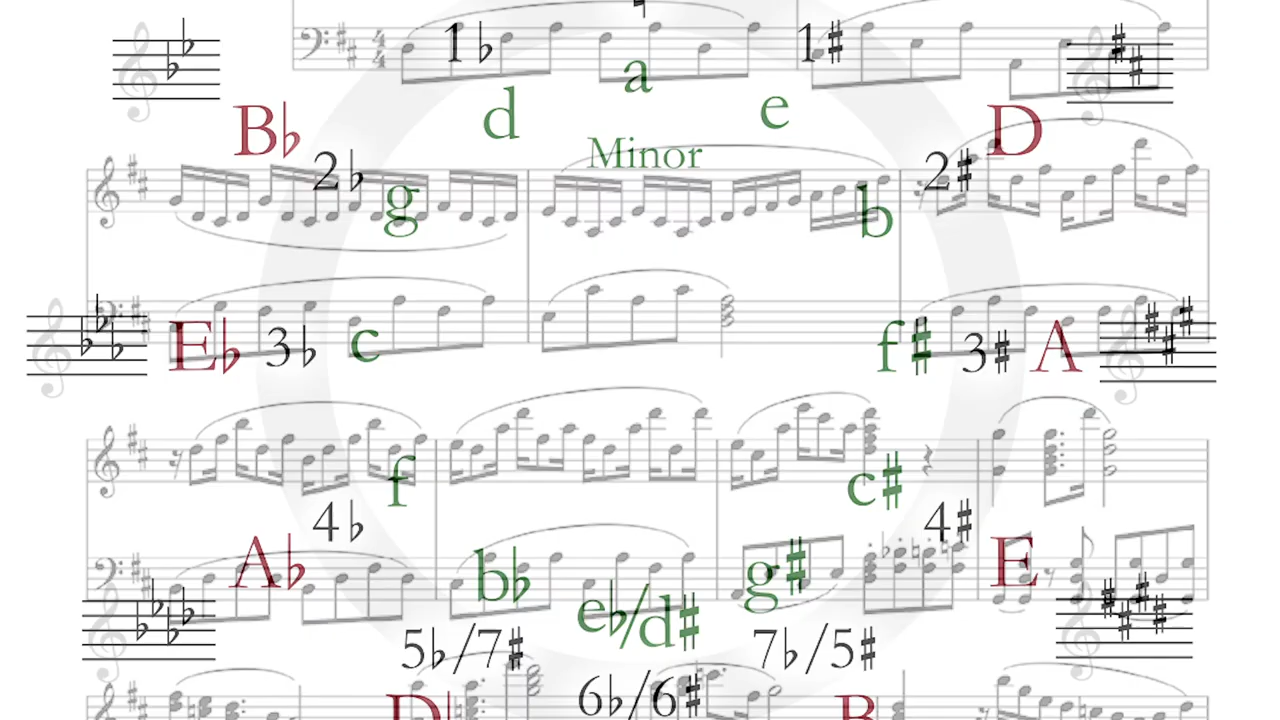 1♭ 1♯
a
d e
B♭ D
Minor
2♭ 2♯
g b
E♭ 3♭ c f♯ 3♯ A
f c♯
4♭ 4♯
A♭ b♭ g♯ E
e♭/d♯
5♭/7♯ 7♭/5♯
6♭/6♯